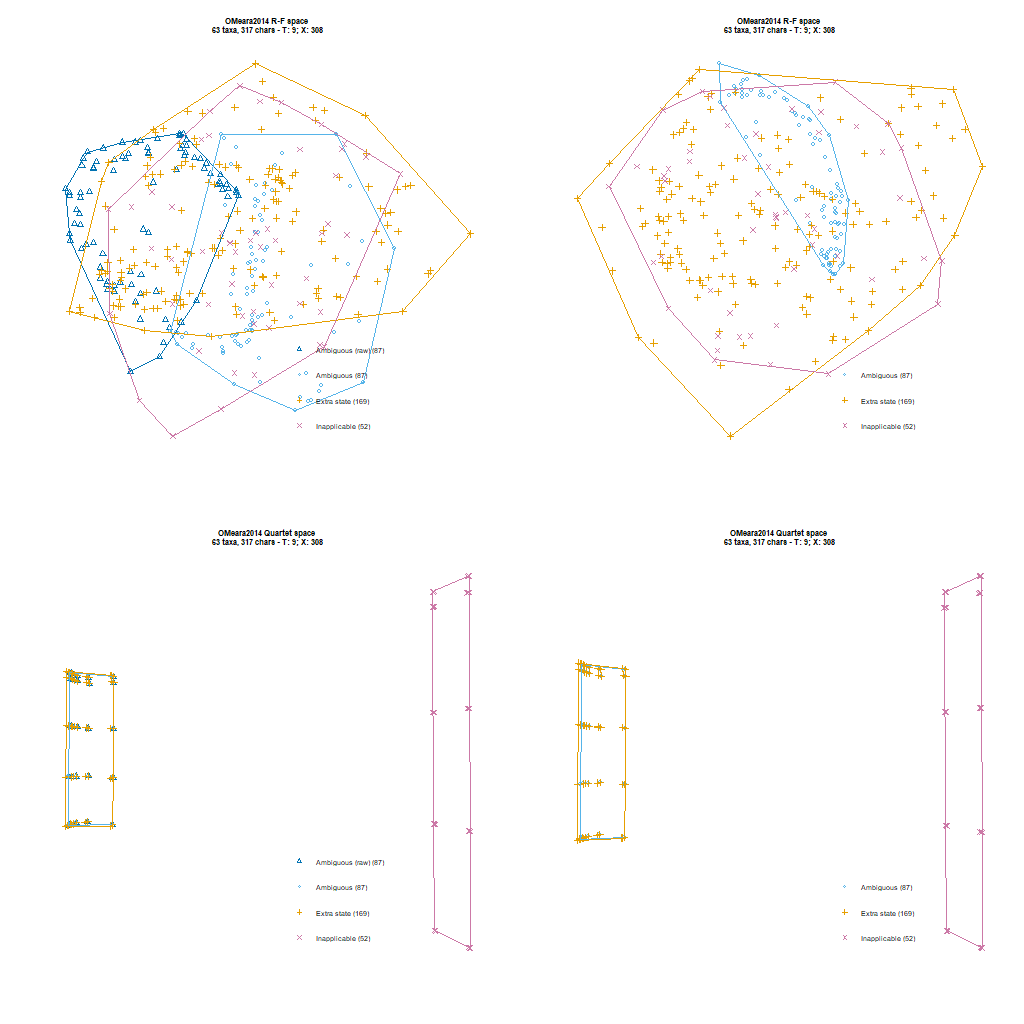 OMeara2014 R-F space
63 taxa, 317 chars - T: 9; X: 308
Ambiguous (raw) (87)
Ambiguous (87)
Extra state (169)
Inapplicable (52)
OMeara2014 R-F space
63 taxa, 317 chars - T: 9; X: 308
Ambiguous (87)
Extra state (169)
Inapplicable (52)
OMeara2014 Quartet space
63 taxa, 317 chars - T: 9; X: 308
Ambiguous (raw) (87)
Ambiguous (87)
Extra state (169)
Inapplicable (52)
OMeara2014 Quartet space
63 taxa, 317 chars - T: 9; X: 308
Ambiguous (87)
Extra state (169)
Inapplicable (52)